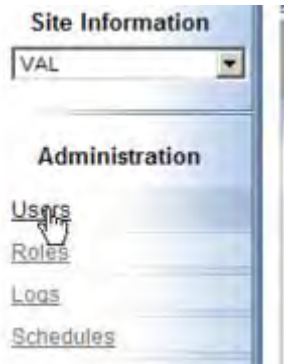 Site Information
VAL
Administration
Users
Roles
Logs
Schedules